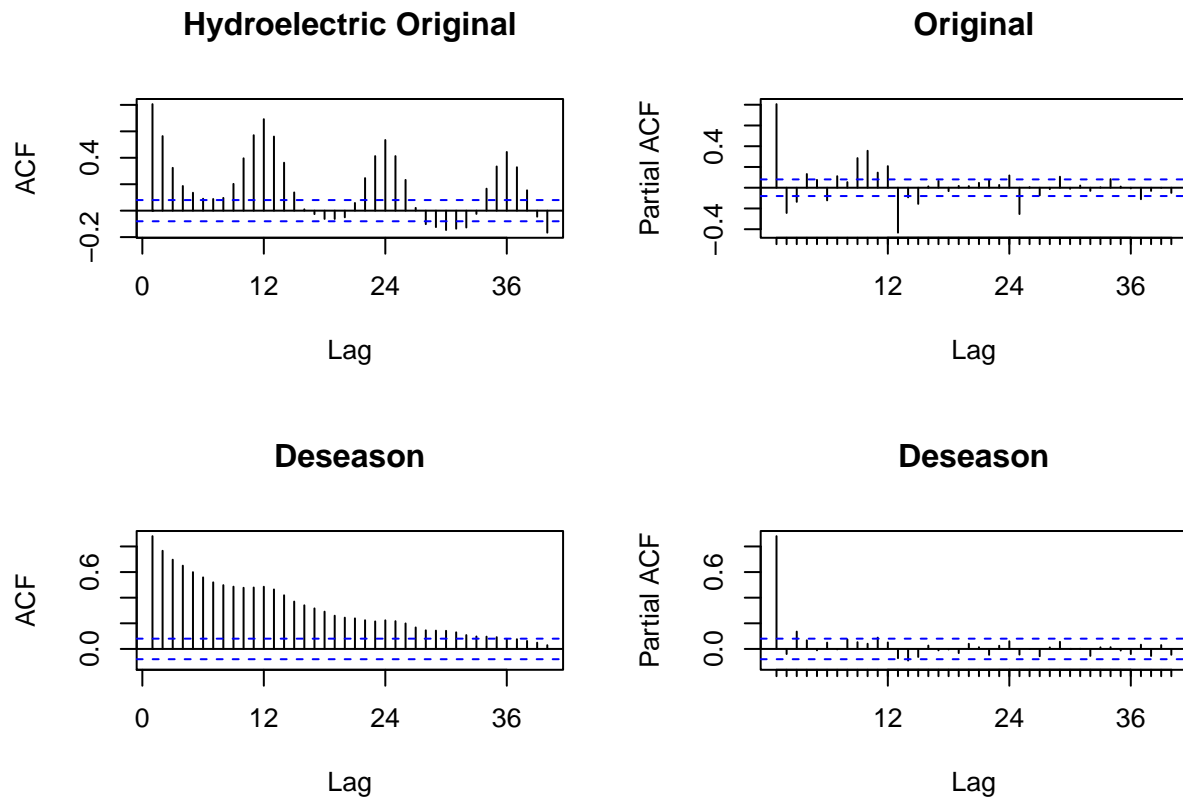 Hydroelectric Original
ACF
0.4
−0.2
0 12 24 36
Lag
Original
Partial ACF
0.4
−0.4
12 24 36
Lag
Deseason
ACF
0.6
0.0
0 12 24 36
Lag
Deseason
Partial ACF
0.6
0.0
12 24 36
Lag